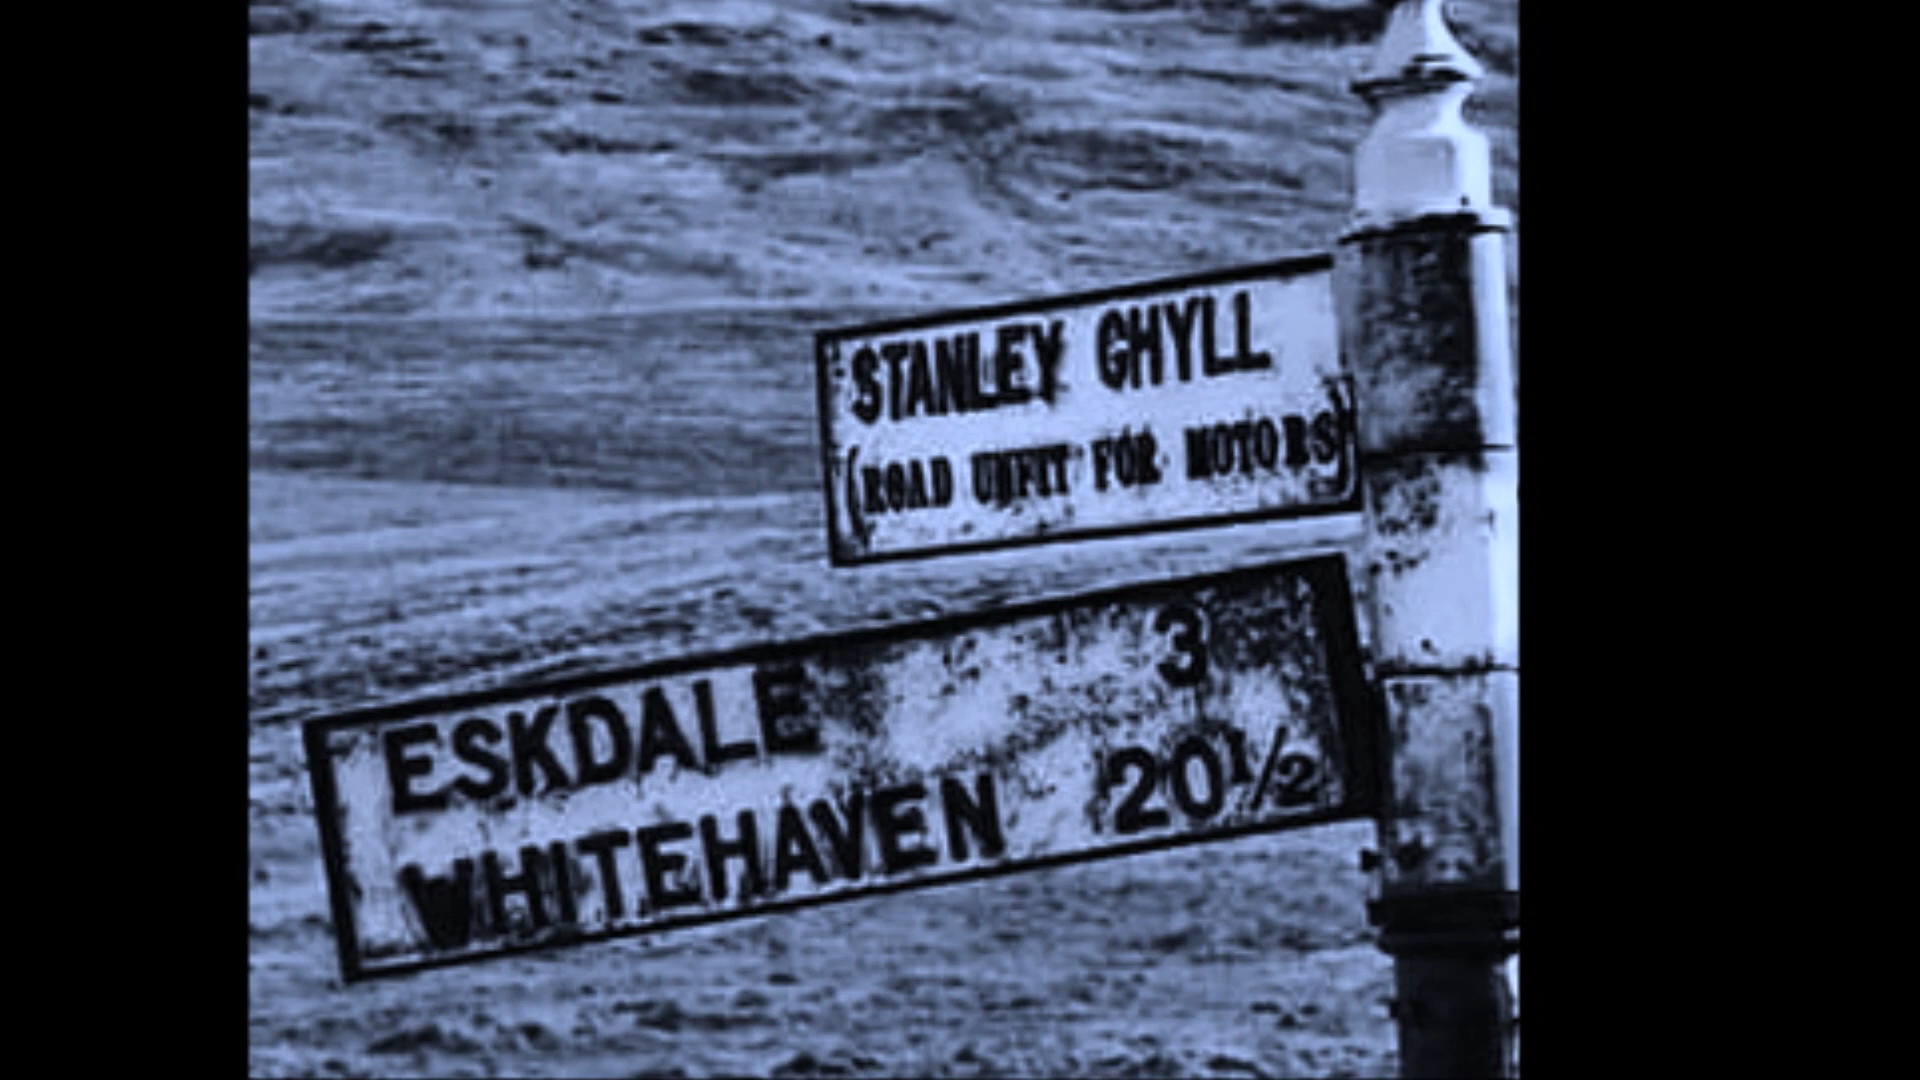 STANLEY GHYLL
(ROAD UNFIT FOR MOTORS)
ESKDALE 3
WHITEHAVEN 20½